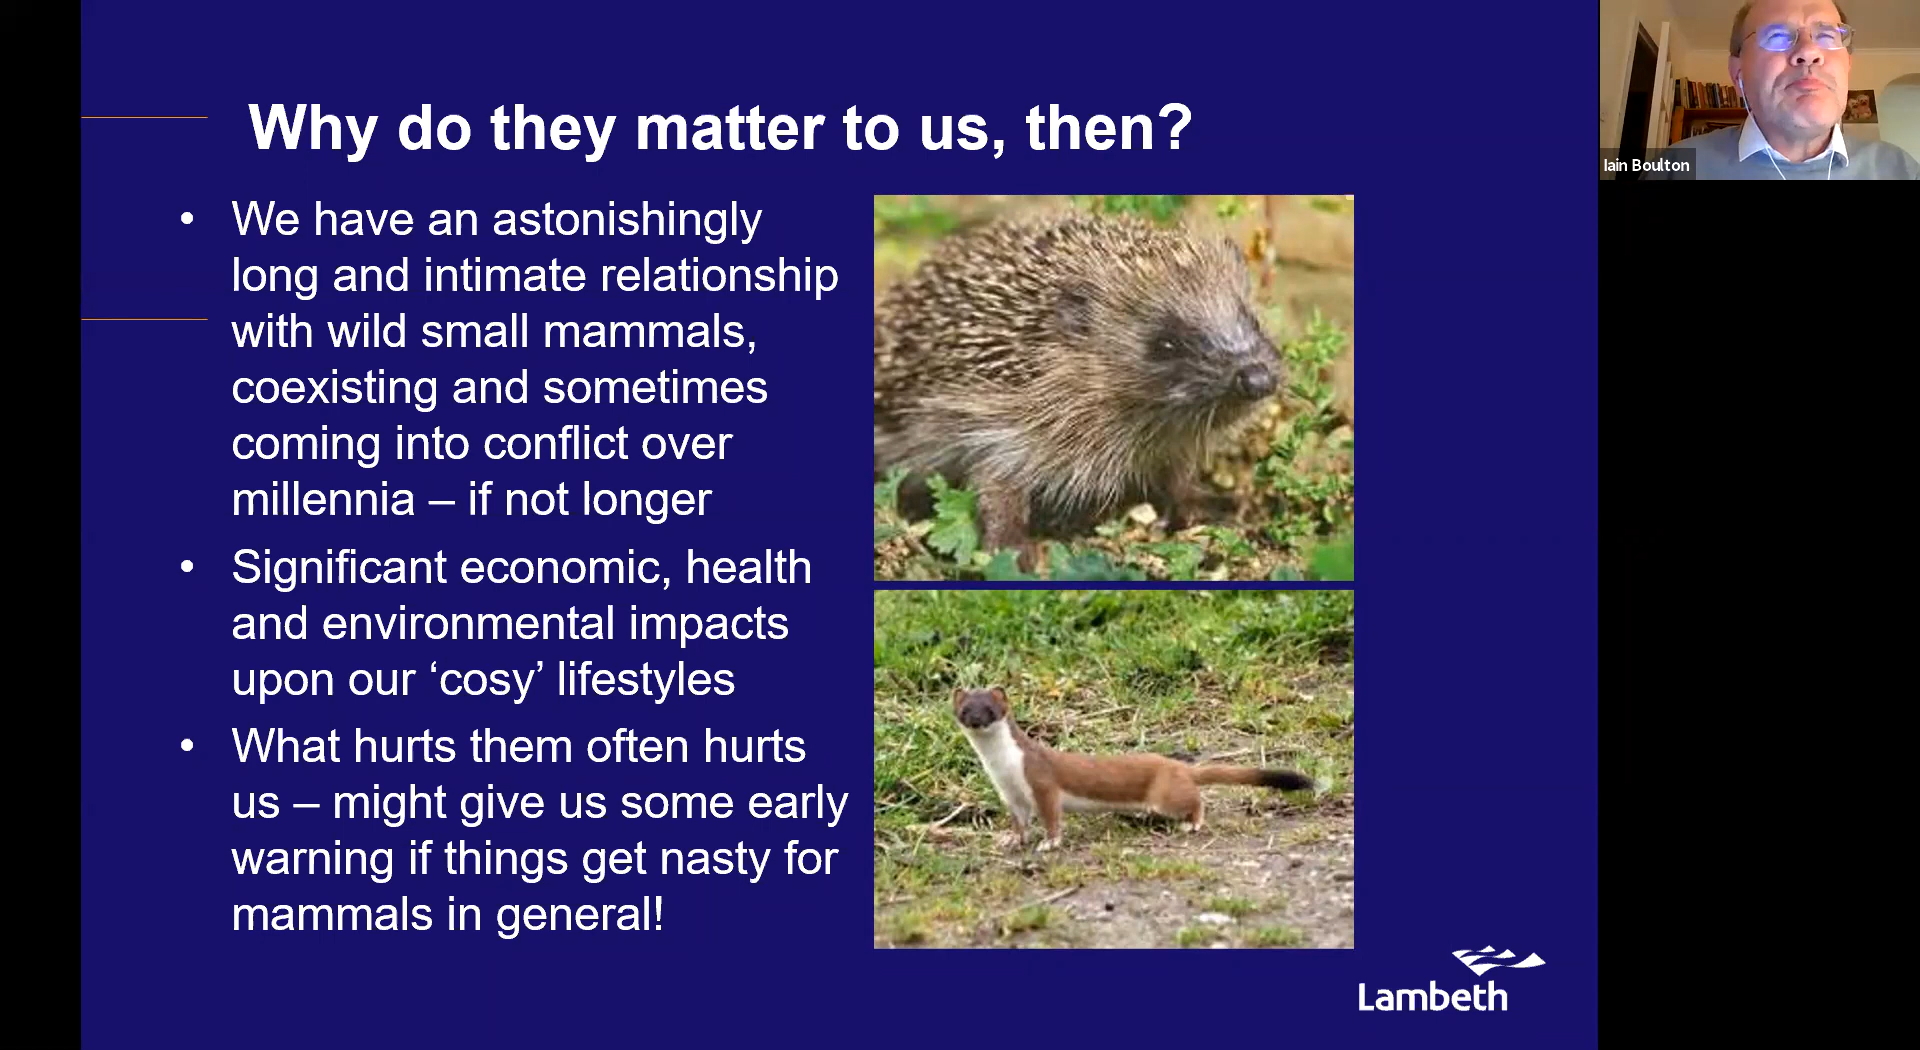 Why do they matter to us, then?
• We have an astonishingly
long and intimate relationship
with wild small mammals,
coexisting and sometimes
coming into conflict over
millennia – if not longer
• Significant economic, health
and environmental impacts
upon our ‘cosy’ lifestyles
• What hurts them often hurts
us – might give us some early
warning if things get nasty for
mammals in general!
Lambeth
Iain Boulton